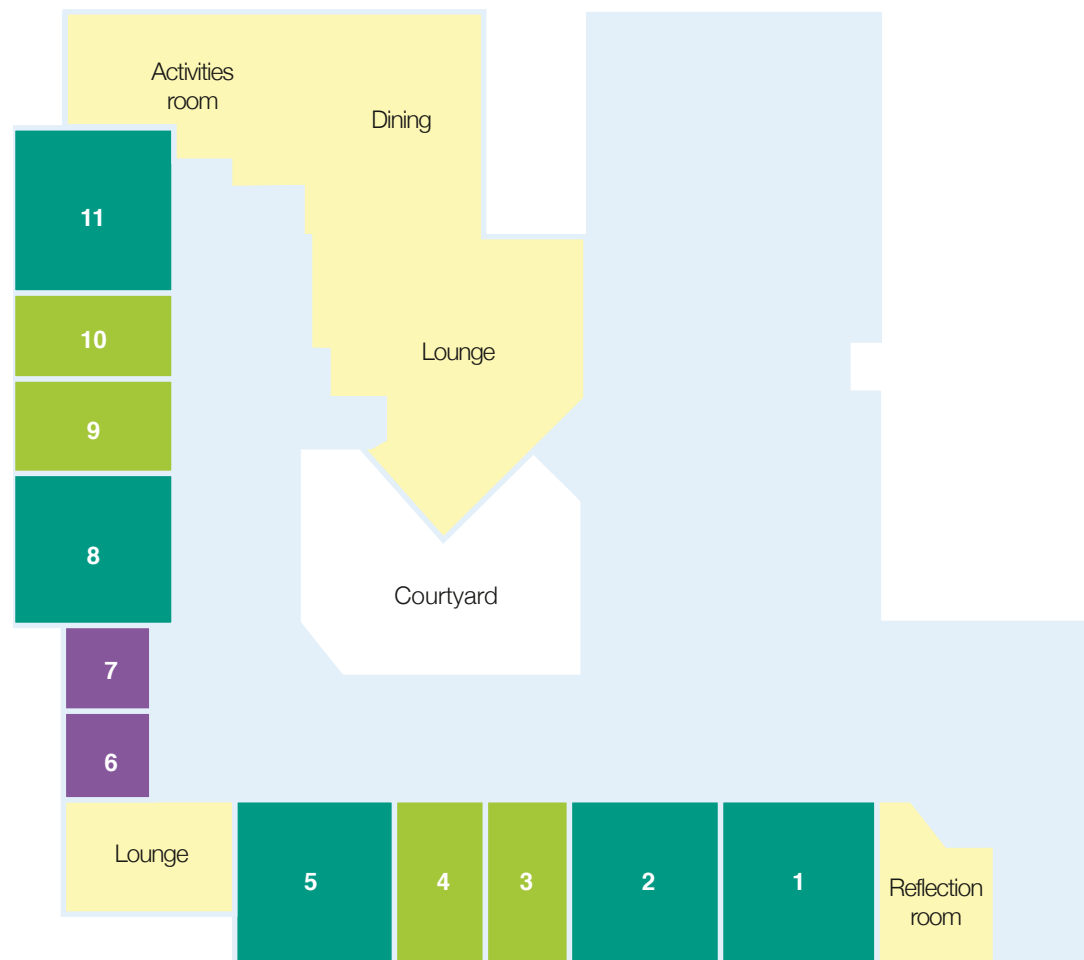 Activities
room
Dining
11
10
Lounge
9
8
Courtyard
7
6
Lounge
5
4
3
2
1
Reflection
room